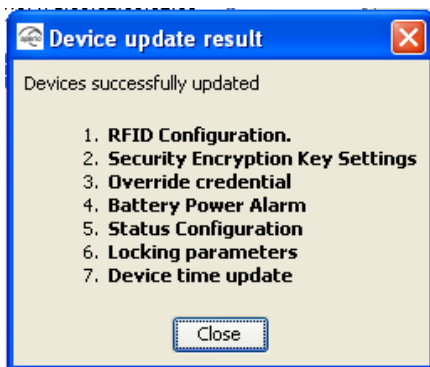 Device update result
Devices successfully updated
1. RFID Configuration.
2. Security Encryption Key Settings
3. Override credential
4. Battery Power Alarm
5. Status Configuration
6. Locking parameters
7. Device time update
Close